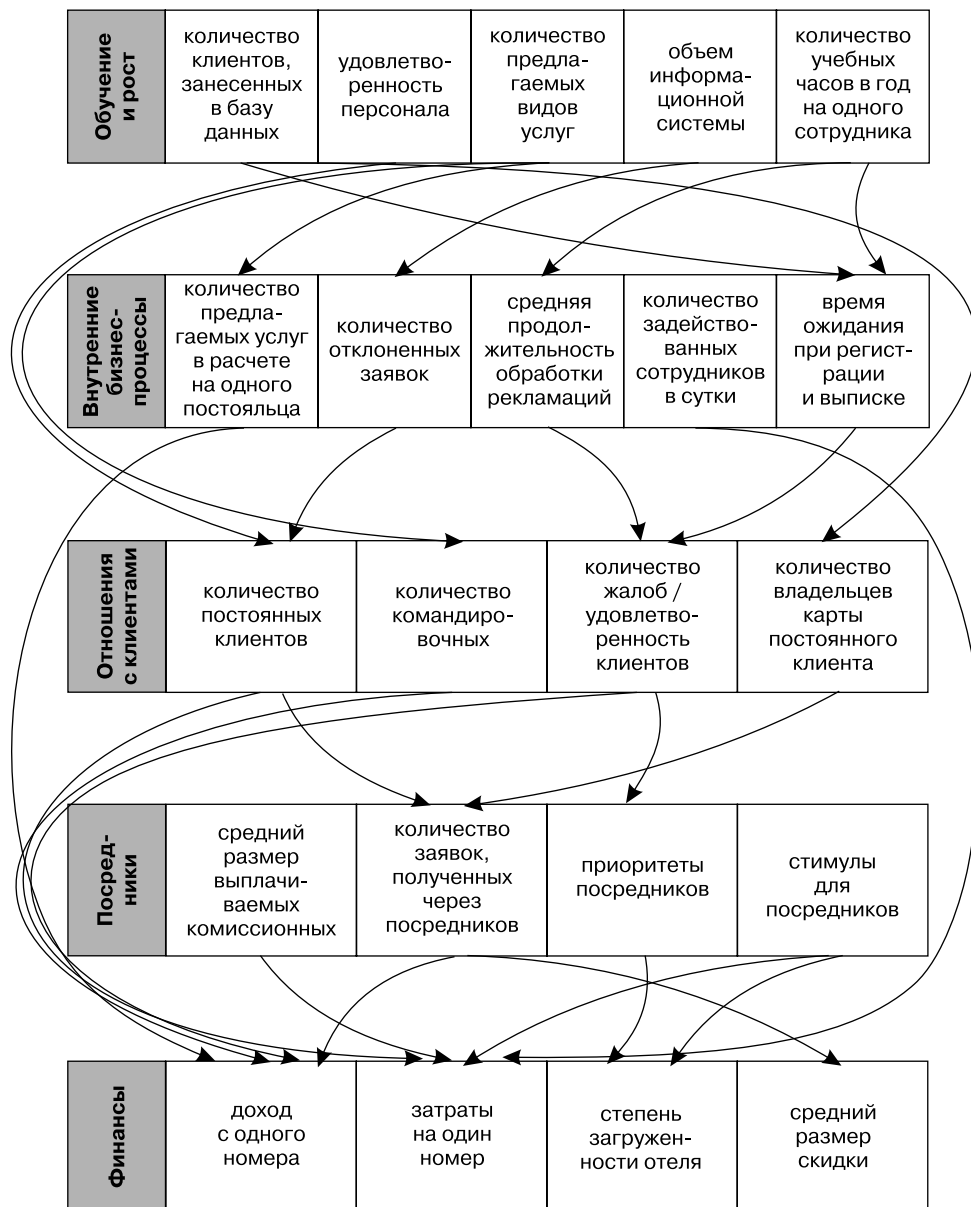 Обучение
и рост
количество
клиентов,
занесенных
в базу
данных
удовлетво-
ренность
персонала
количество
предла-
гаемых
видов
услуг
объем
информа-
ционной
системы
количество
учебных
часов в год
на одного
сотрудника
Внутренние
бизнес-
процессы
количество
предла-
гаемых услуг
в расчете
на одного
постояльца
количество
отклоненных
заявок
средняя
продол-
жительность
обработки
рекламаций
количество
задейство-
ванных
сотрудников
в сутки
время
ожидания
при регист-
рации
и выписке
Отношения
с клиентами
количество
постоянных
клиентов
количество
командиро-
вочных
количество
жалоб /
удовлетво-
ренность
клиентов
количество
владельцев
карты
постоянного
клиента
Посред-
ники
средний
размер
выплачи-
ваемых
комиссионных
количество
заявок,
полученных
через
посредников
приоритеты
посредников
стимулы
для
посредников
Финансы
доход
с одного
номера
затраты
на один
номер
степень
загружен-
ности отеля
средний
размер
скидки